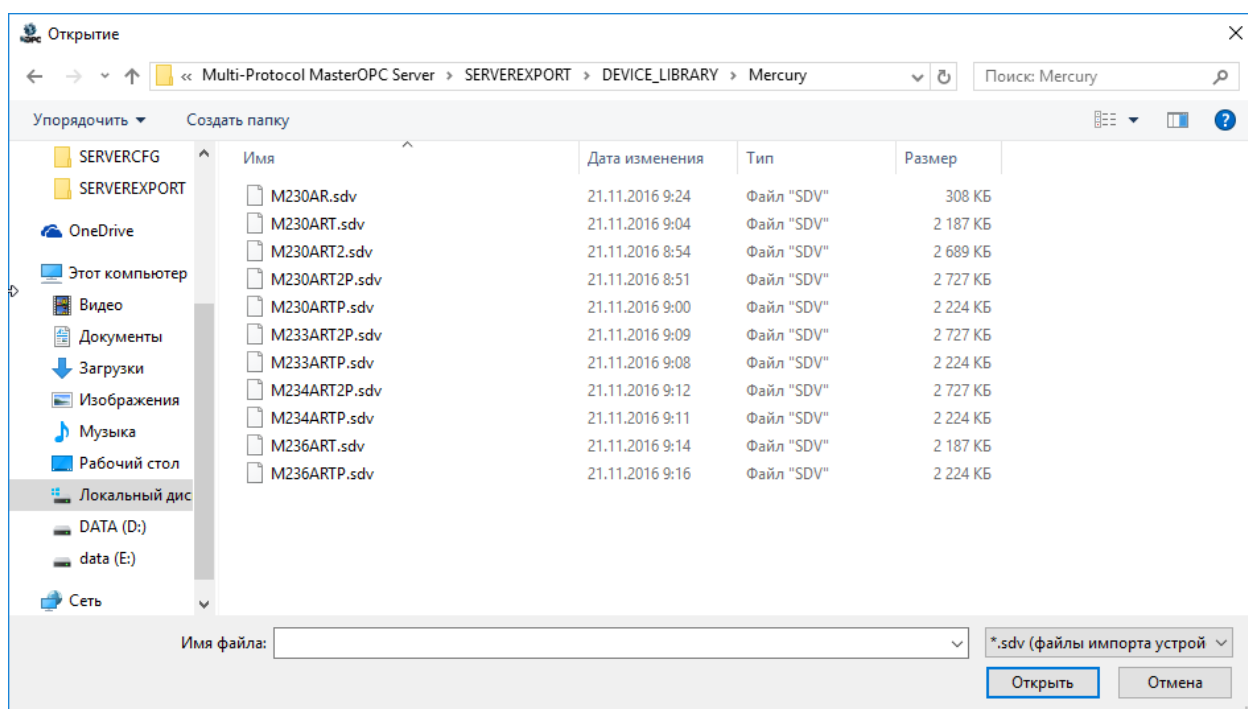 Открытие
« Multi-Protocol MasterOPC Server › SERVEREXPORT › DEVICE_LIBRARY › Mercury
Поиск: Mercury
Упорядочить Создать папку
SERVERCFG
SERVEREXPORT
OneDrive
Этот компьютер
Видео
Документы
Загрузки
Изображения
Музыка
Рабочий стол
Локальный дис
DATA (D:)
data (E:)
Сеть
Имя Дата изменения Тип Размер
M230AR.sdv 21.11.2016 9:24 Файл "SDV" 308 КБ
M230ART.sdv 21.11.2016 9:04 Файл "SDV" 2 187 КБ
M230ART2.sdv 21.11.2016 8:54 Файл "SDV" 2 689 КБ
M230ART2P.sdv 21.11.2016 8:51 Файл "SDV" 2 727 КБ
M230ARTP.sdv 21.11.2016 9:00 Файл "SDV" 2 224 КБ
M233ART2P.sdv 21.11.2016 9:09 Файл "SDV" 2 727 КБ
M233ARTP.sdv 21.11.2016 9:08 Файл "SDV" 2 224 КБ
M234ART2P.sdv 21.11.2016 9:12 Файл "SDV" 2 727 КБ
M234ARTP.sdv 21.11.2016 9:11 Файл "SDV" 2 224 КБ
M236ART.sdv 21.11.2016 9:14 Файл "SDV" 2 187 КБ
M236ARTP.sdv 21.11.2016 9:16 Файл "SDV" 2 224 КБ
Имя файла:
*.sdv (файлы импорта устрой
Открыть Отмена